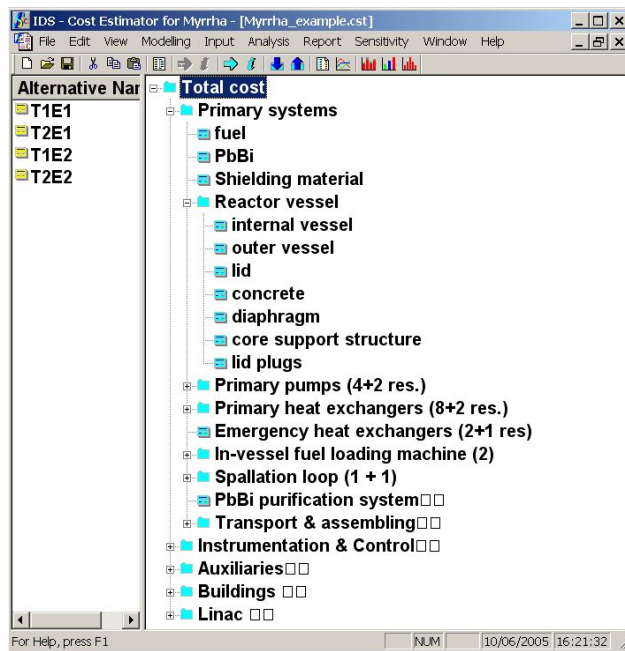 IDS - Cost Estimator for Myrrha - [Myrrha_example.cst]
File Edit View Modeling Input Analysis Report Sensitivity Window Help
Alternative Nar
T1E1
T2E1
T1E2
T2E2
Total cost
Primary systems
fuel
PbBi
Shielding material
Reactor vessel
internal vessel
outer vessel
lid
concrete
diaphragm
core support structure
lid plugs
Primary pumps (4+2 res.)
Primary heat exchangers (8+2 res.)
Emergency heat exchangers (2+1 res)
In-vessel fuel loading machine (2)
Spallation loop (1 + 1)
PbBi purification system□□
Transport & assembling□□
Instrumentation & Control□□
Auxiliaries□□
Buildings □□
Linac □□
For Help, press F1 NUM 10/06/2005 16:21:32